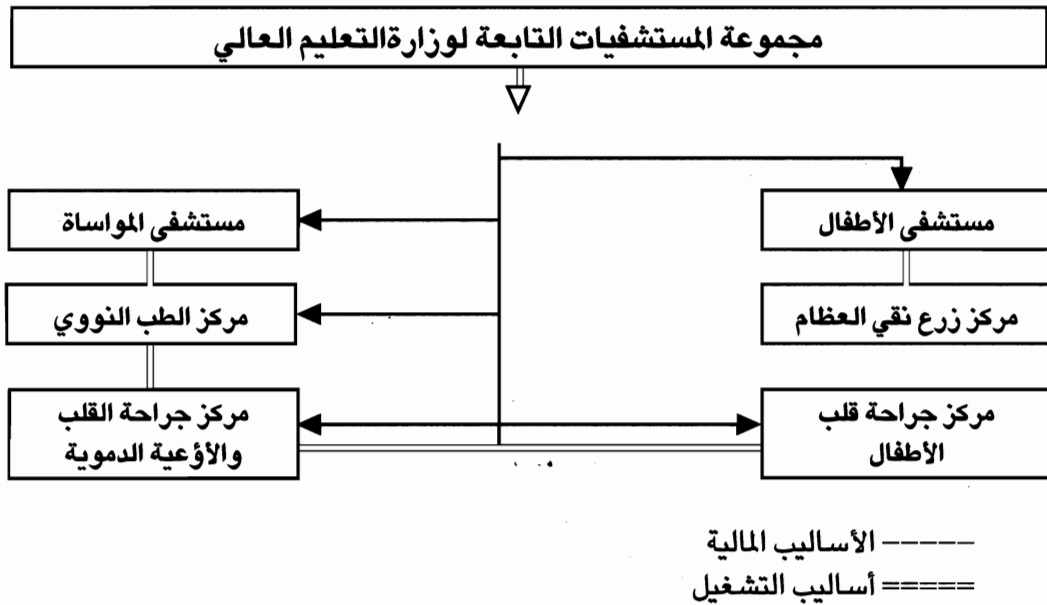 مجموعة المستشفيات التابعة لوزارةالتعليم العالي
مستشفى الأطفال
مستشفى المواساة
مركز زرع نقي العظام
مركز الطب النووي
مركز جراحة قلب
الأطفال
مركز جراحة القلب
والأؤعية الدموية
----- الأساليب المالية
===== أساليب التشغيل